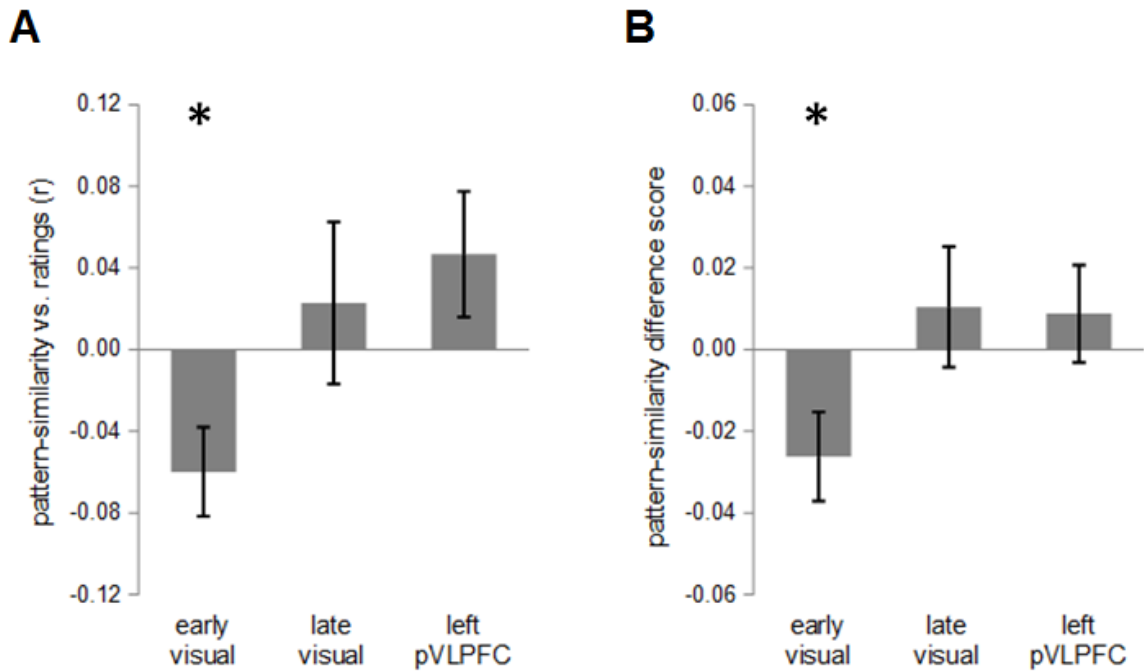 A
pattern-similarity vs. ratings (r)
0.12
0.08
0.04
0.00
-0.04
-0.08
-0.12
*
early
visual
late
visual
left
pVLPFC
B
pattern-similarity difference score
0.06
0.04
0.02
0.00
-0.02
-0.04
-0.06
*
early
visual
late
visual
left
pVLPFC